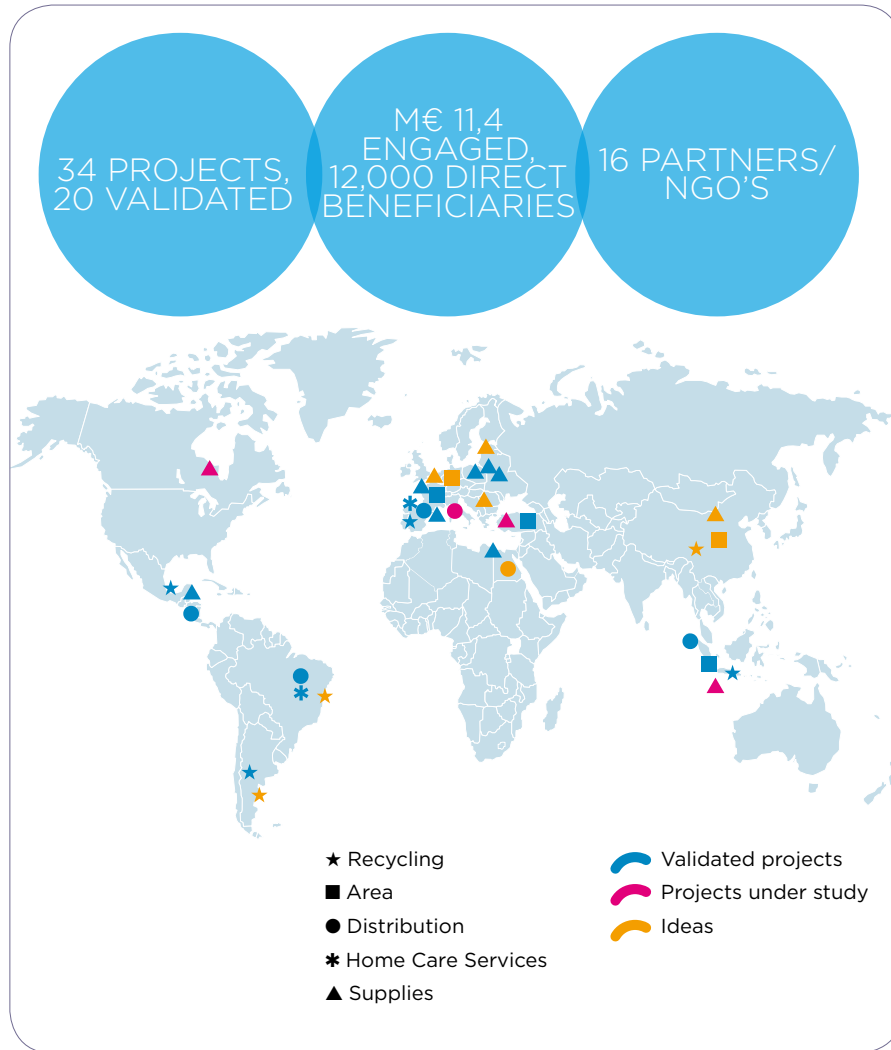 34 PROJECTS,
20 VALIDATED
M€ 11,4
ENGAGED,
12,000 DIRECT
BENEFICIARIES
16 PARTNERS/
NGO'S
Recycling
Area
Distribution
Home Care Services
Supplies
Validated projects
Projects under study
Ideas